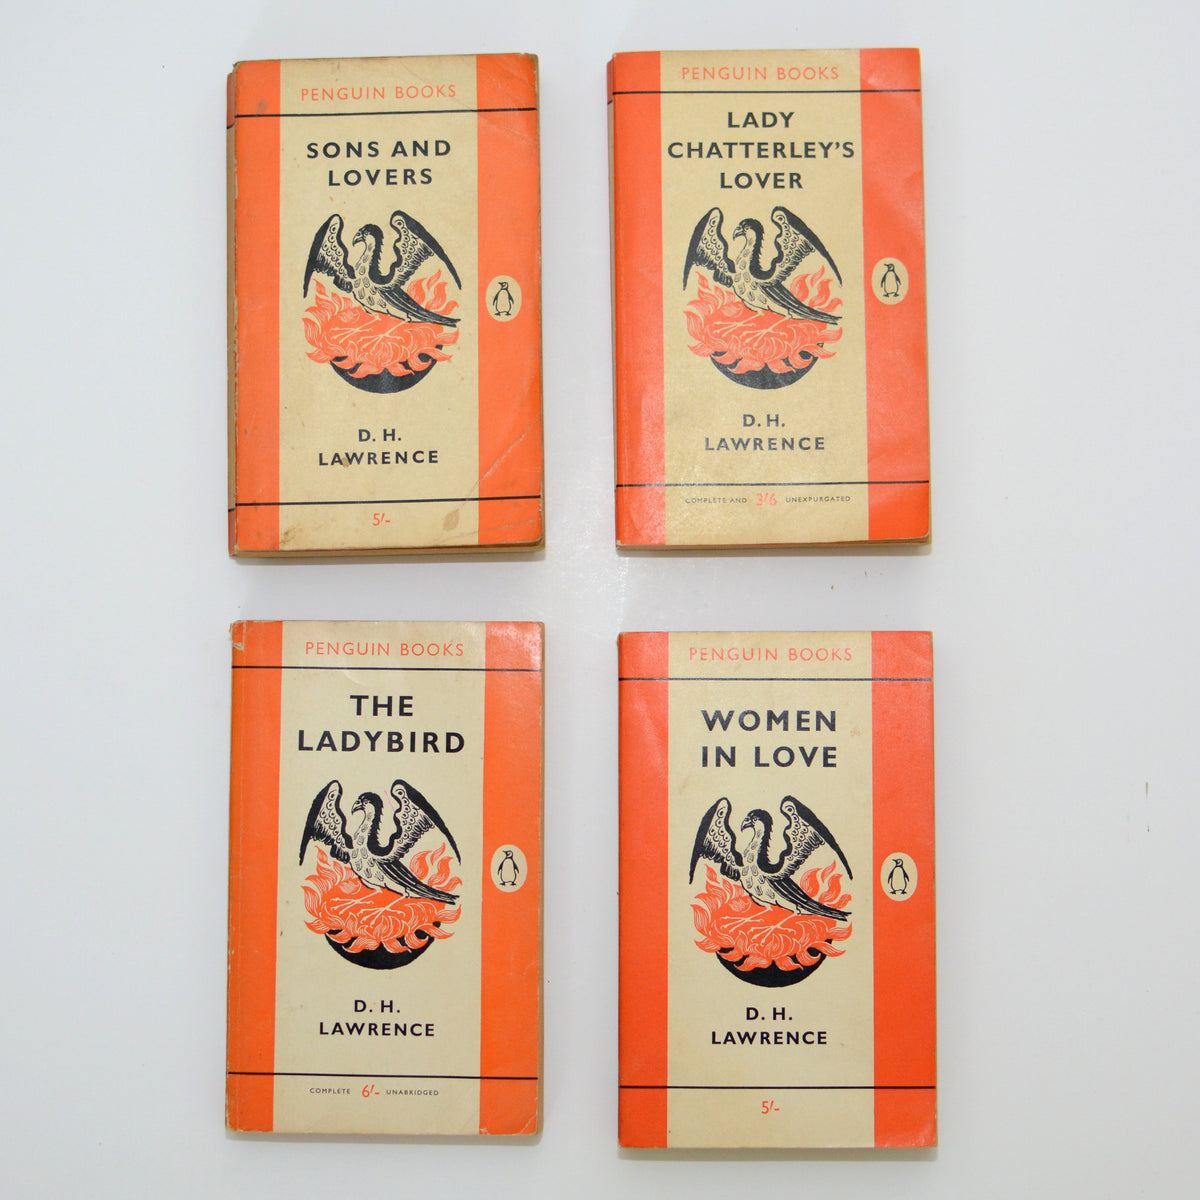 PENGUIN BOOKS
SONS AND
LOVERS
D. H.
LAWRENCE
5/-
PENGUIN BOOKS
LADY
CHATTERLEY'S
LOVER
D. H.
LAWRENCE
COMPLETE AND 3/6 UNEXPURGATED
PENGUIN BOOKS
THE
LADYBIRD
D. H.
LAWRENCE
COMPLETE 6/- UNABRIDGED
PENGUIN BOOKS
WOMEN
IN LOVE
D. H.
LAWRENCE
5/-